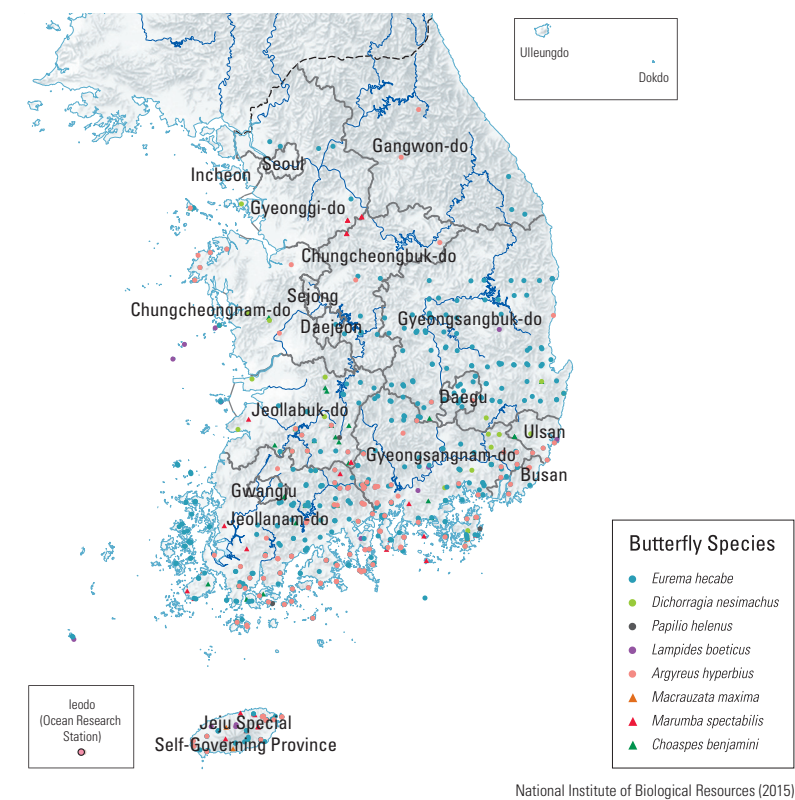 Ulleungdo
Dokdo
Gangwon-do
Seoul
Incheon
Gyeonggi-do
Chungcheongbuk-do
Sejong
Chungcheongnam-do
Gyeongsangbuk-do
Daejeon
Daegu
Jeollabuk-do
Ulsan
Gyeongsangnam-do
Busan
Gwangju
Jeollanam-do
Butterfly Species
Eurema hecabe
Dichorragia nesimachus
Papilio helenus
Lampides boeticus
Argyreus hyperbius
Macrauzata maxima
Marumba spectabilis
Choaspes benjamini
Ieodo
(Ocean Research
Station)
Jeju Special
Self-Governing Province
National Institute of Biological Resources (2015)